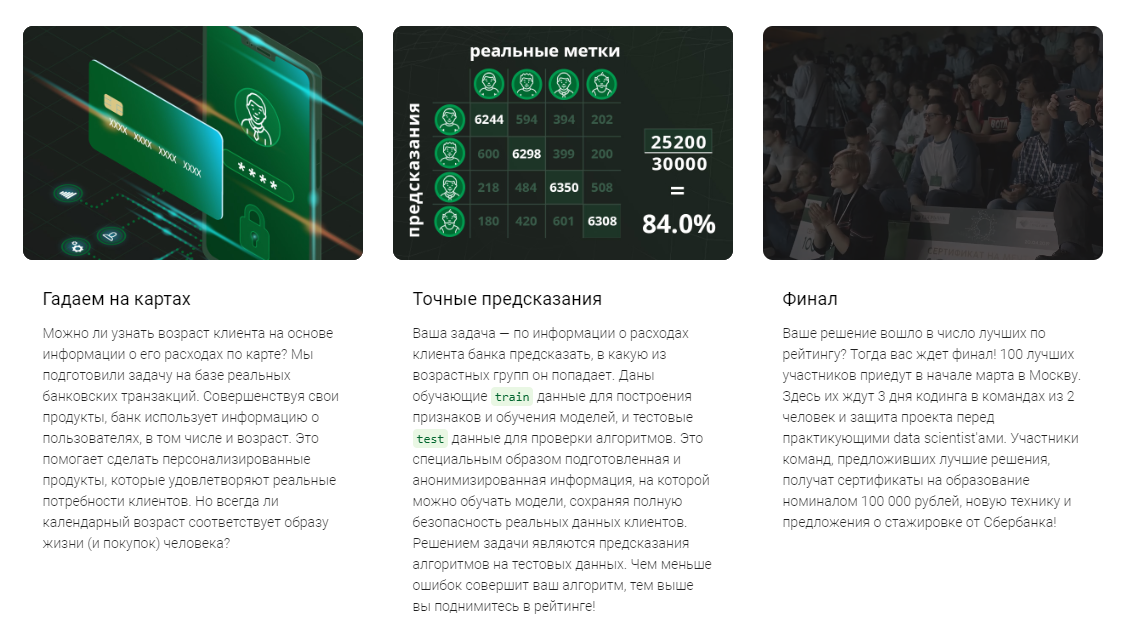 XXXX XXXX XXXX XXXX
****
реальные метки
предсказания
6244 594 394 202
600 6298 399 200
218 484 6350 508
180 420 601 6308
25200
30000
=
84.0%
Гадаем на картах
Можно ли узнать возраст клиента на основе
информации о его расходах по карте? Мы
подготовили задачу на базе реальных
банковских транзакций. Совершенствуя свои
продукты, банк использует информацию о
пользователях, в том числе и возраст. Это
помогает сделать персонализированные
продукты, которые удовлетворяют реальные
потребности клиентов. Но всегда ли
календарный возраст соответствует образу
жизни (и покупок) человека?
Точные предсказания
Ваша задача — по информации о расходах
клиента банка предсказать, в какую из
возрастных групп он попадает. Даны
обучающие train данные для построения
признаков и обучения моделей, и тестовые
test данные для проверки алгоритмов. Это
специальным образом подготовленная и
анонимизированная информация, на которой
можно обучать модели, сохраняя полную
безопасность реальных данных клиентов.
Решением задачи являются предсказания
алгоритмов на тестовых данных. Чем меньше
ошибок совершит ваш алгоритм, тем выше
вы поднимитесь в рейтинге!
Финал
Ваше решение вошло в число лучших по
рейтингу? Тогда вас ждет финал! 100 лучших
участников приедут в начале марта в Москву.
Здесь их ждут 3 дня кодинга в командах из 2
человек и защита проекта перед
практикующими data scientist'ами. Участники
команд, предложивших лучшие решения,
получат сертификаты на образование
номиналом 100 000 рублей, новую технику и
предложения о стажировке от Сбербанка!